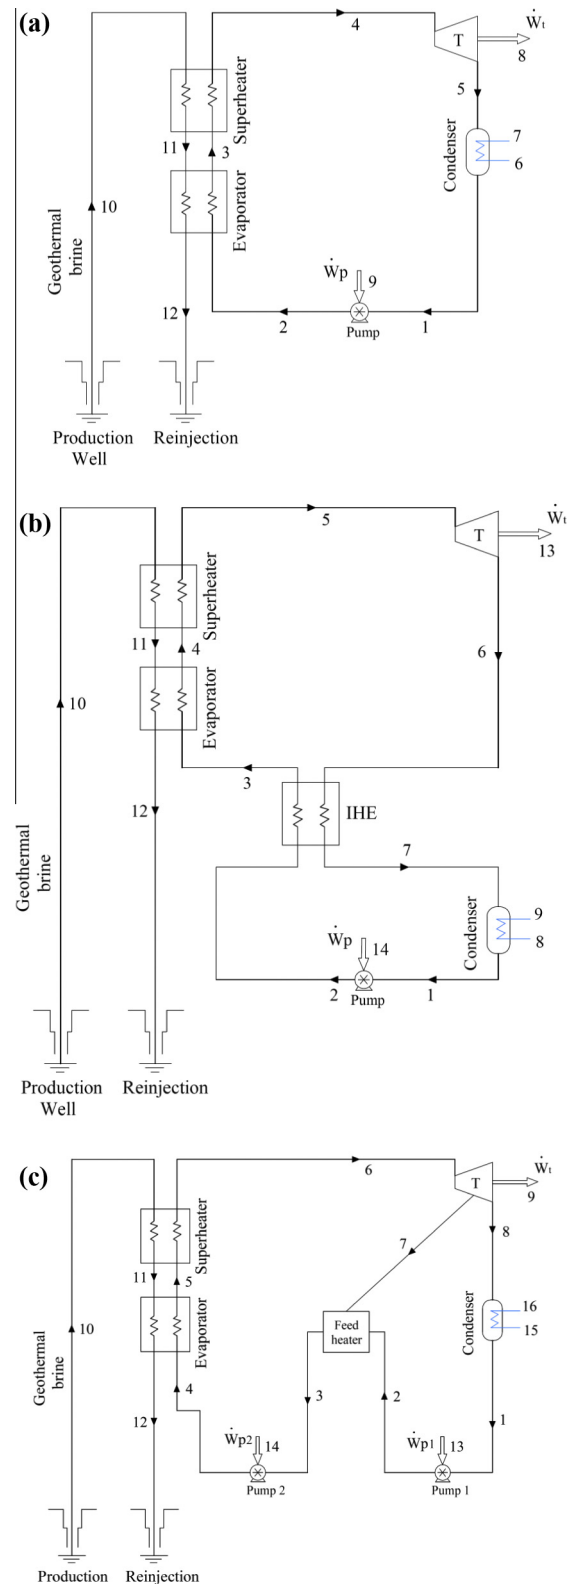 (a)
4
Ẇt
T
8
Superheater
5
Condenser
7
6
11
3
Evaporator
10
Geothermal
brine
Ẇp
9
12
2
Pump
1
Production
Well
Reinjection
(b)
5
Ẇt
T
13
Superheater
11
4
6
Evaporator
10
3
IHE
12
7
Geothermal
brine
Condenser
9
8
Ẇp
14
2
Pump
1
Production
Well
Reinjection
(c)
6
Ẇt
T
9
Superheater
7
8
11
5
Condenser
16
15
Evaporator
Feed
heater
10
Geothermal
brine
4
3
2
1
12
Ẇp2
14
Ẇp1
13
Pump 2
Pump 1
Production
Reinjection